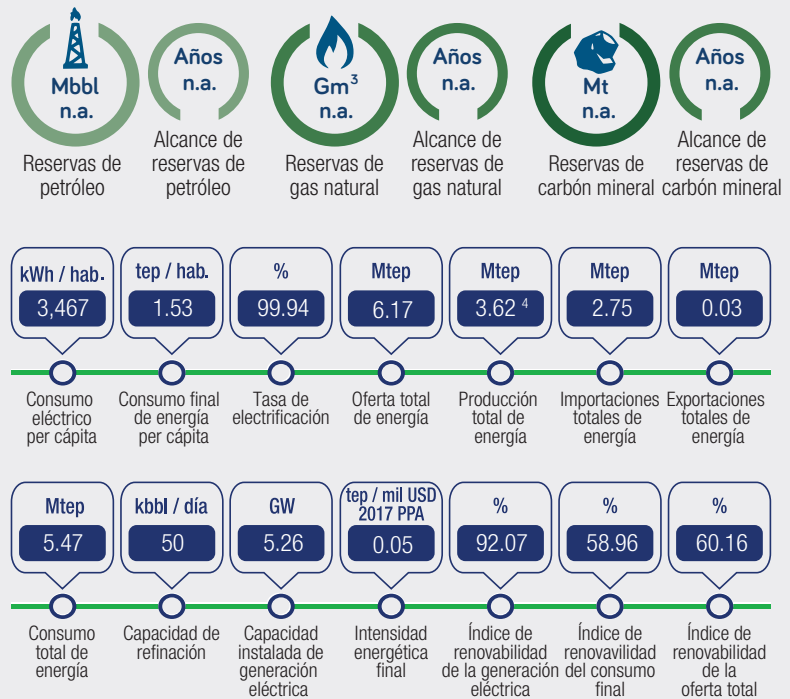 Mbbl
n.a.
Reservas de
petróleo
Años
n.a.
Alcance de
reservas de
petróleo
Gm³
n.a.
Reservas de
gas natural
Años
n.a.
Alcance de
reservas de
gas natural
Mt
n.a.
Reservas de
carbón mineral
Años
n.a.
Alcance de
reservas de
carbón mineral
kWh / hab.
3,467
Consumo
eléctrico
per cápita
tep / hab.
1.53
Consumo final
de energía
per cápita
%
99.94
Tasa de
electrificación
Mtep
6.17
Oferta total
de energía
Mtep
3.62 ⁴
Producción
total de
energía
Mtep
2.75
Importaciones
totales de
energía
Mtep
0.03
Exportaciones
totales de
energía
Mtep
5.47
Consumo
total de
energía
kbbl / día
50
Capacidad de
refinación
GW
5.26
Capacidad
instalada de
generación
eléctrica
tep / mil USD
2017 PPA
0.05
Intensidad
energética
final
%
92.07
Índice de
renovabilidad
de la generación
eléctrica
%
58.96
Índice de
renovavilidad
del consumo
final
%
60.16
Índice de
renovabilidad
de la
oferta total